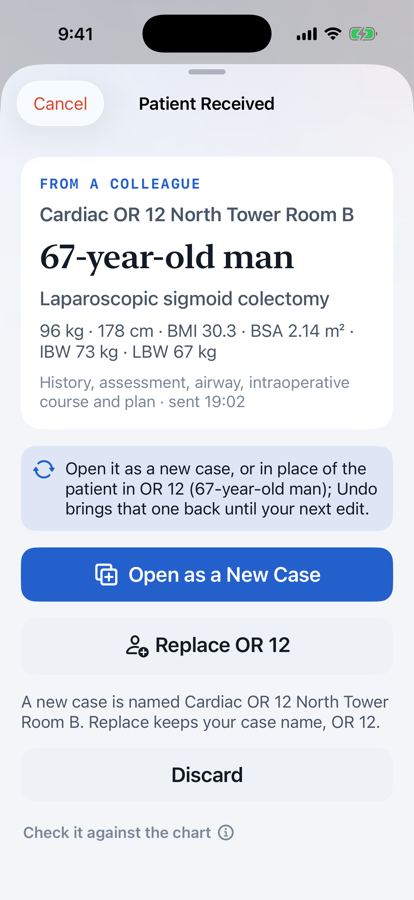 9:41
Cancel
Patient Received
FROM A COLLEAGUE
Cardiac OR 12 North Tower Room B
67-year-old man
Laparoscopic sigmoid colectomy
96 kg · 178 cm · BMI 30.3 · BSA 2.14 m² ·
IBW 73 kg · LBW 67 kg
History, assessment, airway, intraoperative
course and plan · sent 19:02
Open it as a new case, or in place of the
patient in OR 12 (67-year-old man); Undo
brings that one back until your next edit.
Open as a New Case
Replace OR 12
A new case is named Cardiac OR 12 North Tower
Room B. Replace keeps your case name, OR 12.
Discard
Check it against the chart